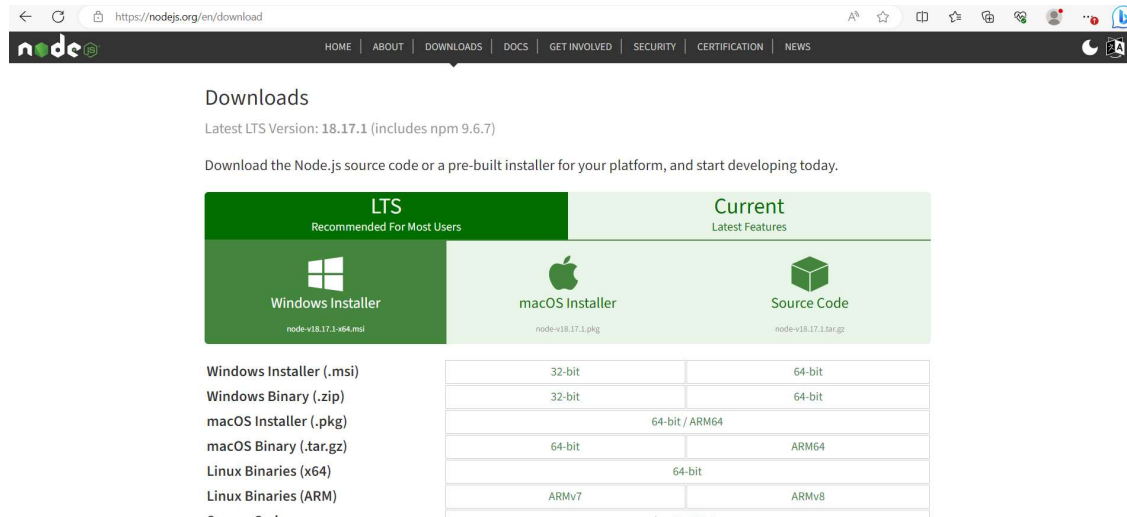 https://nodejs.org/en/download
node JS
HOME | ABOUT | DOWNLOADS | DOCS | GET INVOLVED | SECURITY | CERTIFICATION | NEWS
Downloads
Latest LTS Version: 18.17.1 (includes npm 9.6.7)
Download the Node.js source code or a pre-built installer for your platform, and start developing today.
LTS
Recommended For Most Users
Current
Latest Features
Windows Installer
node-v18.17.1-x64.msi
macOS Installer
node-v18.17.1.pkg
Source Code
node-v18.17.1.tar.gz
Windows Installer (.msi) 32-bit 64-bit
Windows Binary (.zip) 32-bit 64-bit
macOS Installer (.pkg) 64-bit / ARM64
macOS Binary (.tar.gz) 64-bit ARM64
Linux Binaries (x64) 64-bit
Linux Binaries (ARM) ARMv7 ARMv8